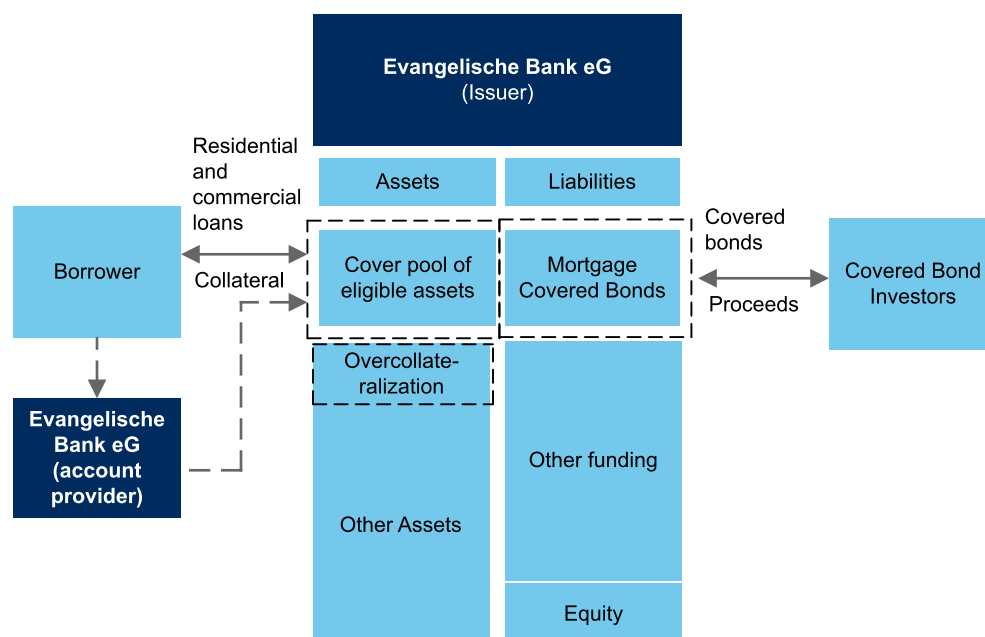 Evangelische Bank eG
(Issuer)
Residential
and
commercial
loans
Assets
Liabilities
Borrower
Collateral
Cover pool of
eligible assets
Mortgage
Covered Bonds
Covered
bonds
Proceeds
Covered Bond
Investors
Overcollate-
ralization
Evangelische
Bank eG
(account
provider)
Other Assets
Other funding
Equity